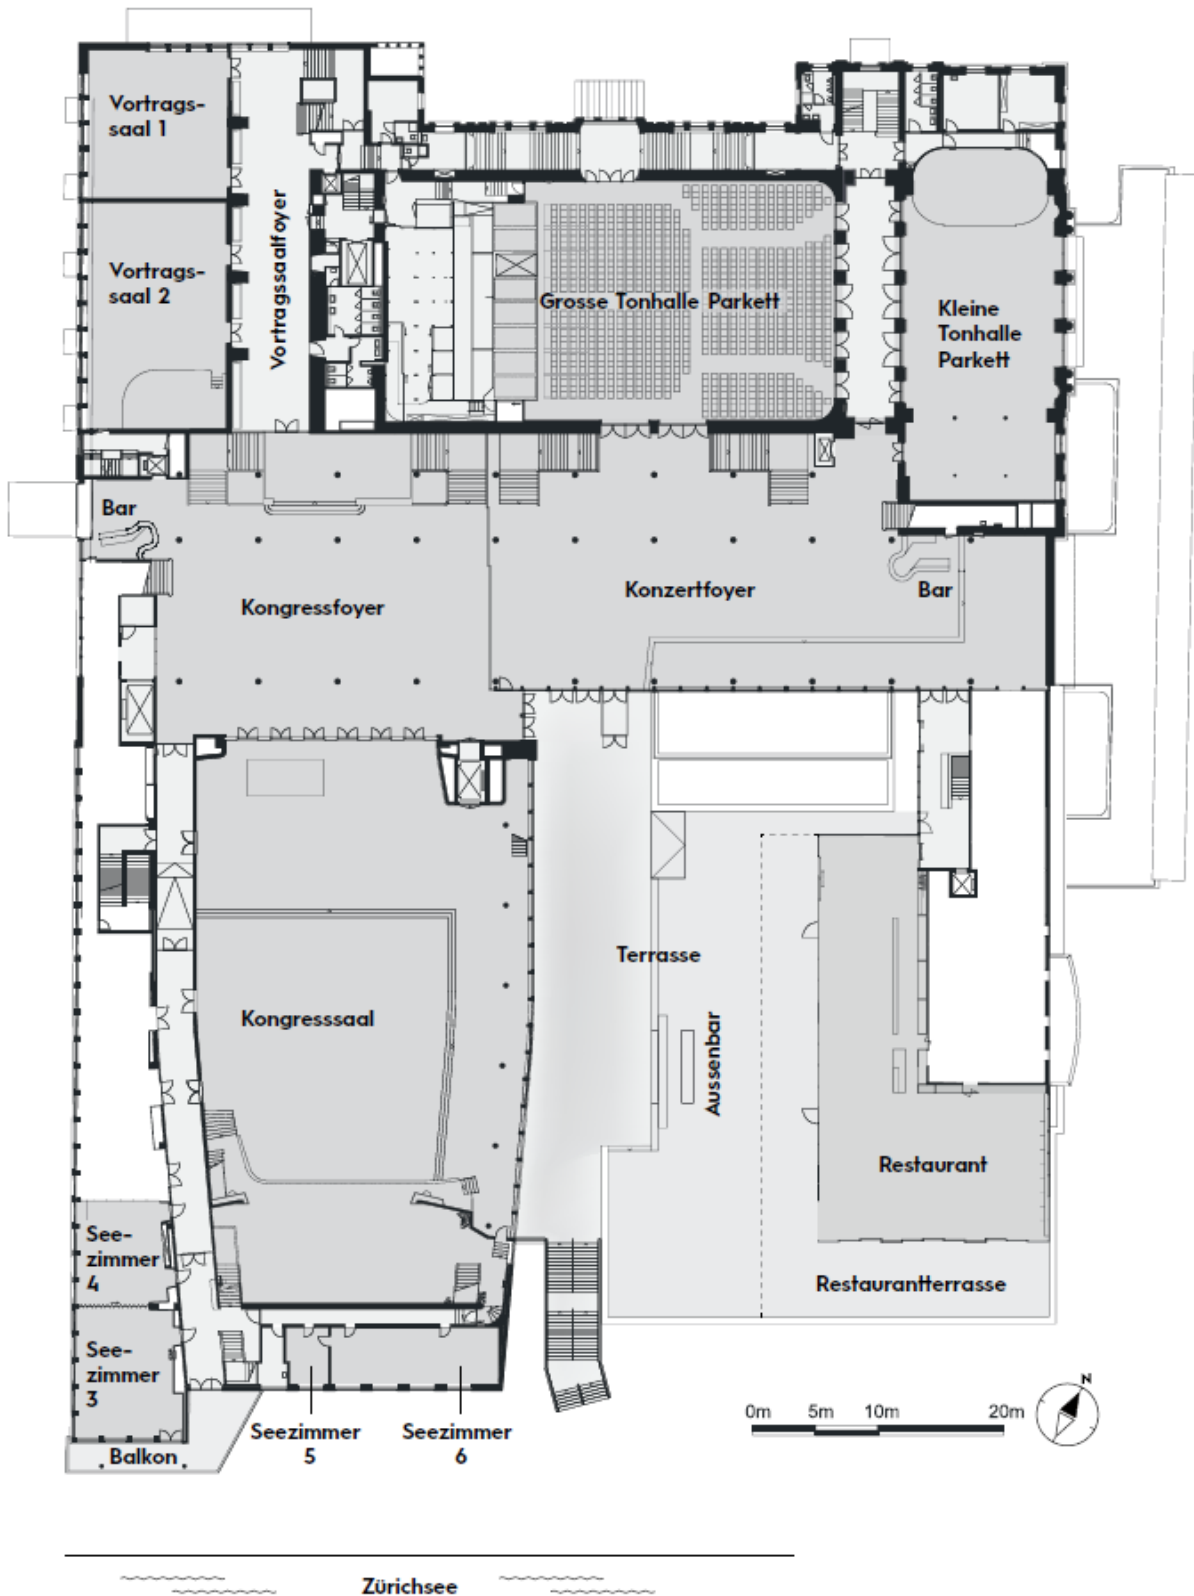 Vortrags-
saal 1
Vortrags-
saal 2
Vortragssaalfoyer
Grosse Tonhalle Parkett
Kleine
Tonhalle
Parkett
Bar
Kongressfoyer
Konzertfoyer
Bar
Terrasse
Kongresssaal
Aussenbar
Restaurant
See-
zimmer
4
Restaurantterrasse
See-
zimmer
3
N
0m 5m 10m 20m
Seezimmer
5
Seezimmer
6
Balkon
Zürichsee